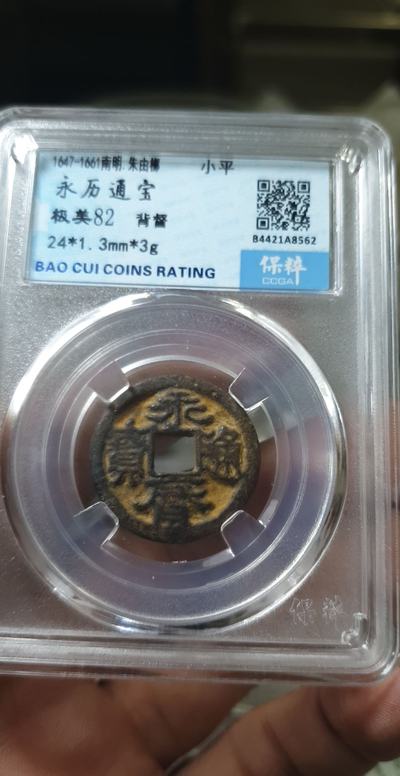 1647-1661南明 朱由榔 小平
永历通宝
极美82 背督
24*1.3mm*3g
B4421A8562
BAO CUI COINS RATING
保粹
CCGA
永曆通寶
保粹